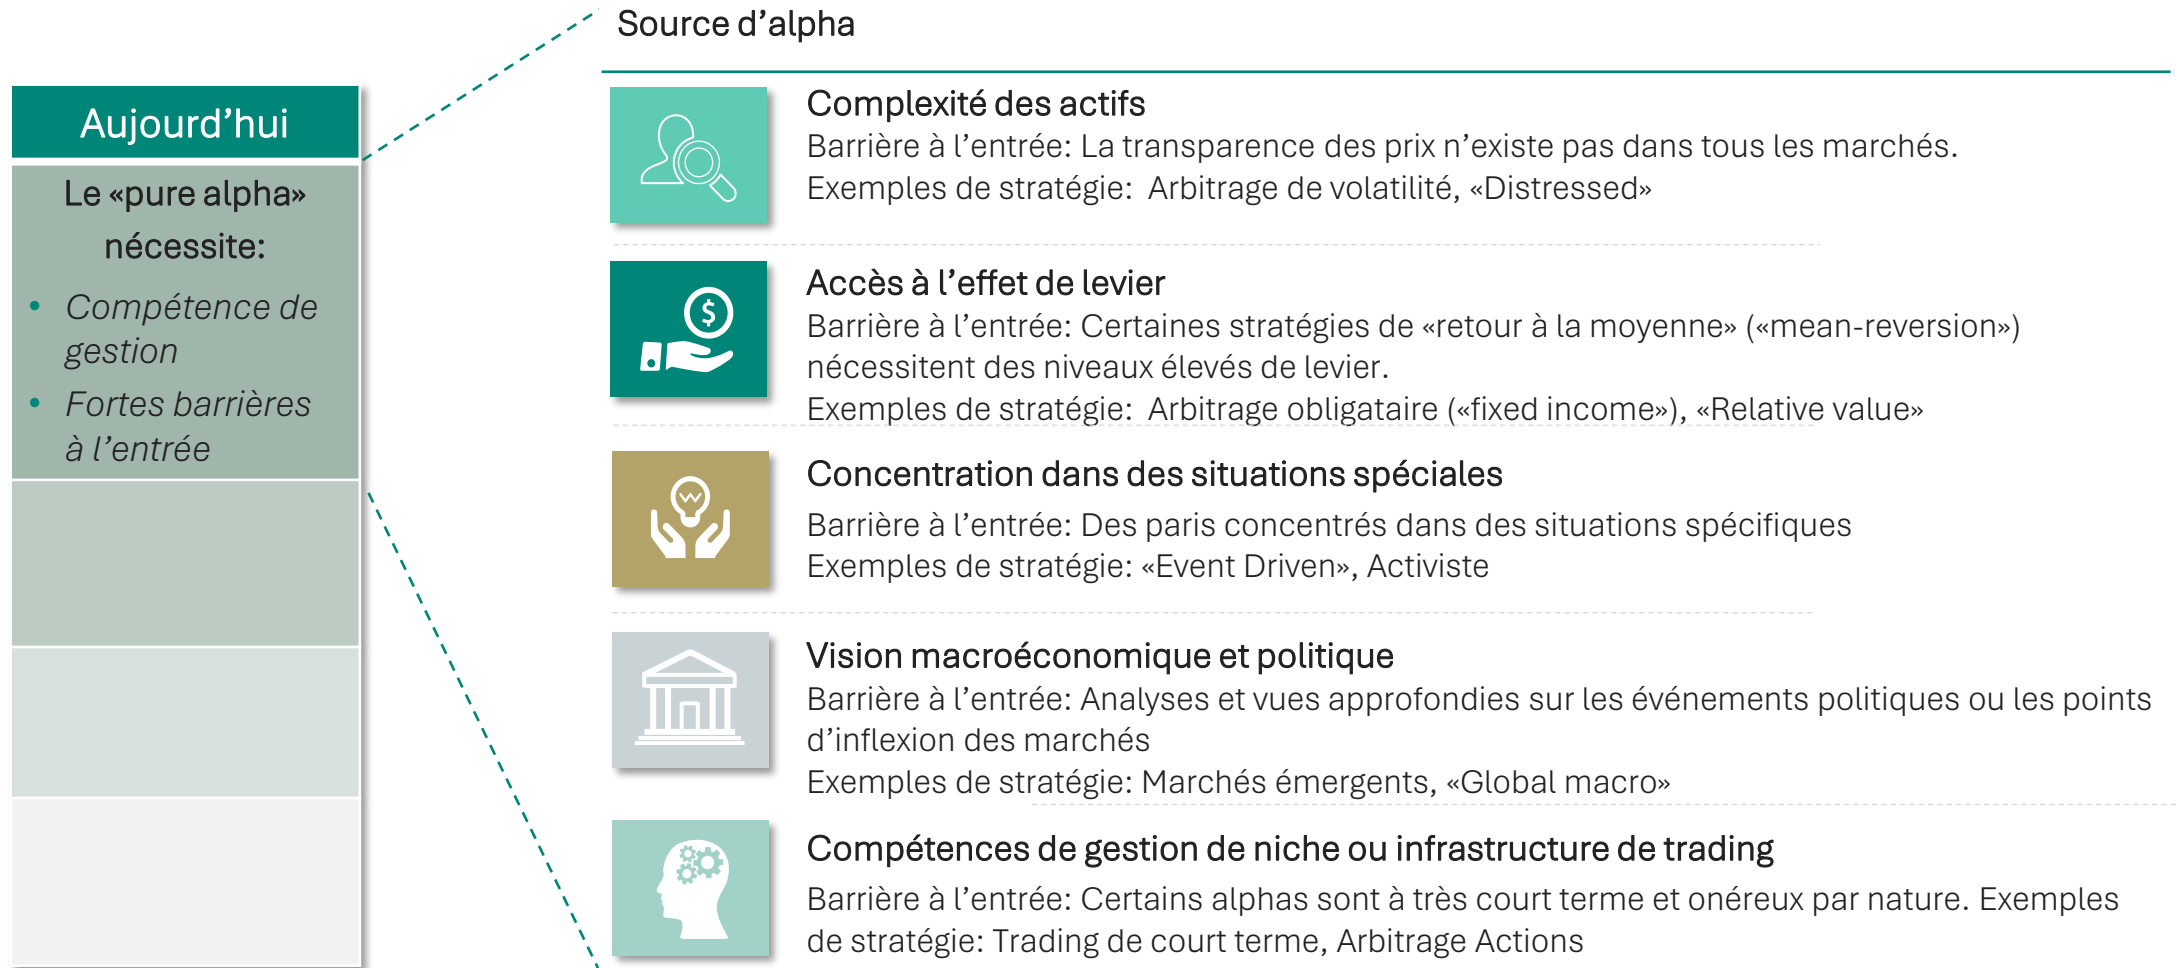 Source d’alpha
Aujourd’hui
Le «pure alpha»
nécessite:
• Compétence de
gestion
• Fortes barrières
à l’entrée
Complexité des actifs
Barrière à l’entrée: La transparence des prix n’existe pas dans tous les marchés.
Exemples de stratégie: Arbitrage de volatilité, «Distressed»
$
Accès à l’effet de levier
Barrière à l’entrée: Certaines stratégies de «retour à la moyenne» («mean-reversion»)
nécessitent des niveaux élevés de levier.
Exemples de stratégie: Arbitrage obligataire («fixed income»), «Relative value»
Concentration dans des situations spéciales
Barrière à l’entrée: Des paris concentrés dans des situations spécifiques
Exemples de stratégie: «Event Driven», Activiste
Vision macroéconomique et politique
Barrière à l’entrée: Analyses et vues approfondies sur les événements politiques ou les points
d’inflexion des marchés
Exemples de stratégie: Marchés émergents, «Global macro»
Compétences de gestion de niche ou infrastructure de trading
Barrière à l’entrée: Certains alphas sont à très court terme et onéreux par nature. Exemples
de stratégie: Trading de court terme, Arbitrage Actions